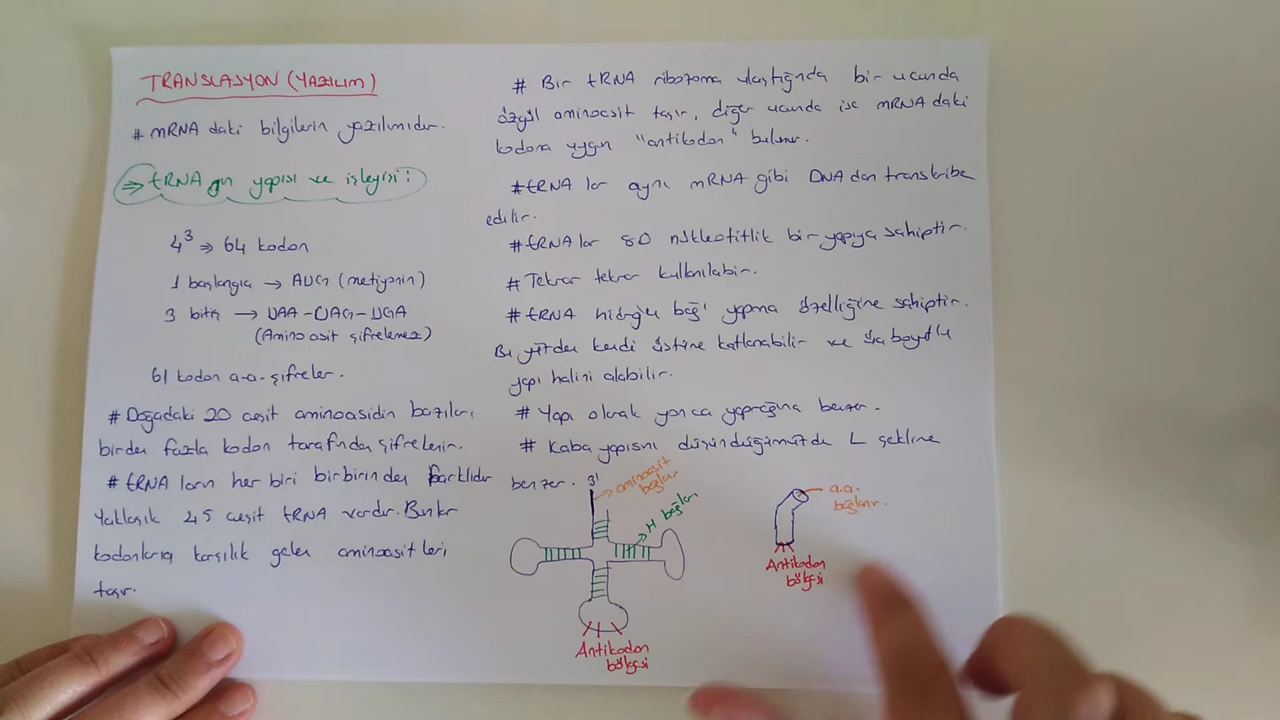 TRANSLASYON (YAZILIM)
# mRNA daki bilgilerin yazılımıdır.
⇒ tRNA nın yapısı ve işleyişi:
4³ ⇒ 64 kodon
1 başlangıç → AUG (metiyonin)
3 bitiş → UAA - UAG - UGA
(Amino asit şifrelemez)
61 kodon a.a. şifreler.
# Doğadaki 20 çeşit aminoasidin bazıları,
birden fazla kodon tarafından şifrelenir.
# tRNA ların her biri birbirinden farklıdır
Yaklaşık 45 çeşit tRNA vardır. Bunlar
kodonlara karşılık gelen aminoasitleri,
taşır.
# Bir tRNA ribozoma ulaştığında bir ucunda
özgül aminoasit taşır, diğer ucunda ise mRNA daki
kodona uygun "antikodon" bulunur.
# tRNA lar aynı mRNA gibi DNA dan transkribe
edilir.
# tRNA lar 80 nükleotitlik bir yapıya sahiptir.
# Tekrar tekrar kullanılabilir.
# tRNA hidrojen bağı yapma özelliğine sahiptir.
Bu yüzden kendi üstüne katlanabilir ve üç boyutlu
yapı halini alabilir.
# Yapı olarak yonca yaprağına benzer.
# Kaba yapısını düşündüğümüzde L şekline
benzer.
3'
aminoasit
bağlanır
H bağları
Antikodon
bölgesi
a.a.
bağlanır.
Antikodon
bölgesi